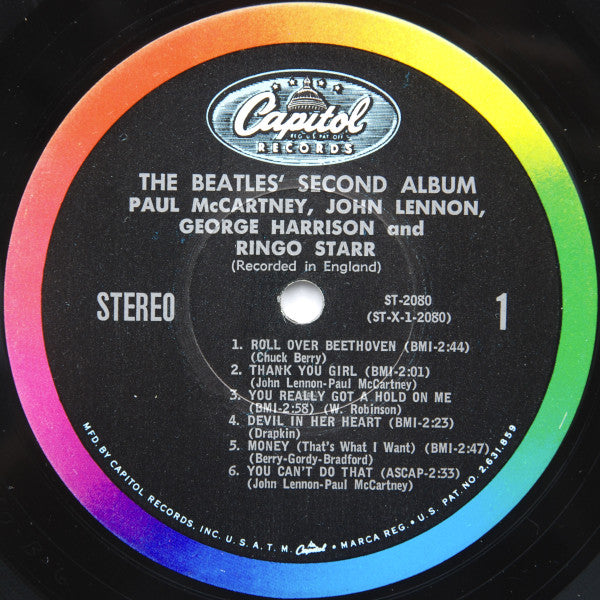 Capitol
REG. U.S. PAT. OFF.
RECORDS
THE BEATLES' SECOND ALBUM
PAUL McCARTNEY, JOHN LENNON,
GEORGE HARRISON and
RINGO STARR
(Recorded in England)
STEREO
ST-2080
(ST-X-1-2080)
1
1. ROLL OVER BEETHOVEN (BMI-2:44)
(Chuck Berry)
2. THANK YOU GIRL (BMI-2:01)
(John Lennon-Paul McCartney)
3. YOU REALLY GOT A HOLD ON ME
(BMI-2:58) (W. Robinson)
4. DEVIL IN HER HEART (BMI-2:23)
(Drapkin)
5. MONEY (That's What I Want) (BMI-2:47)
(Berry-Gordy-Bradford)
6. YOU CAN'T DO THAT (ASCAP-2:33)
(John Lennon-Paul McCartney)
MFD. BY CAPITOL RECORDS, INC. U.S.A. T.M. Capitol • MARCA REG. • U.S. PAT. NO. 2,631,859